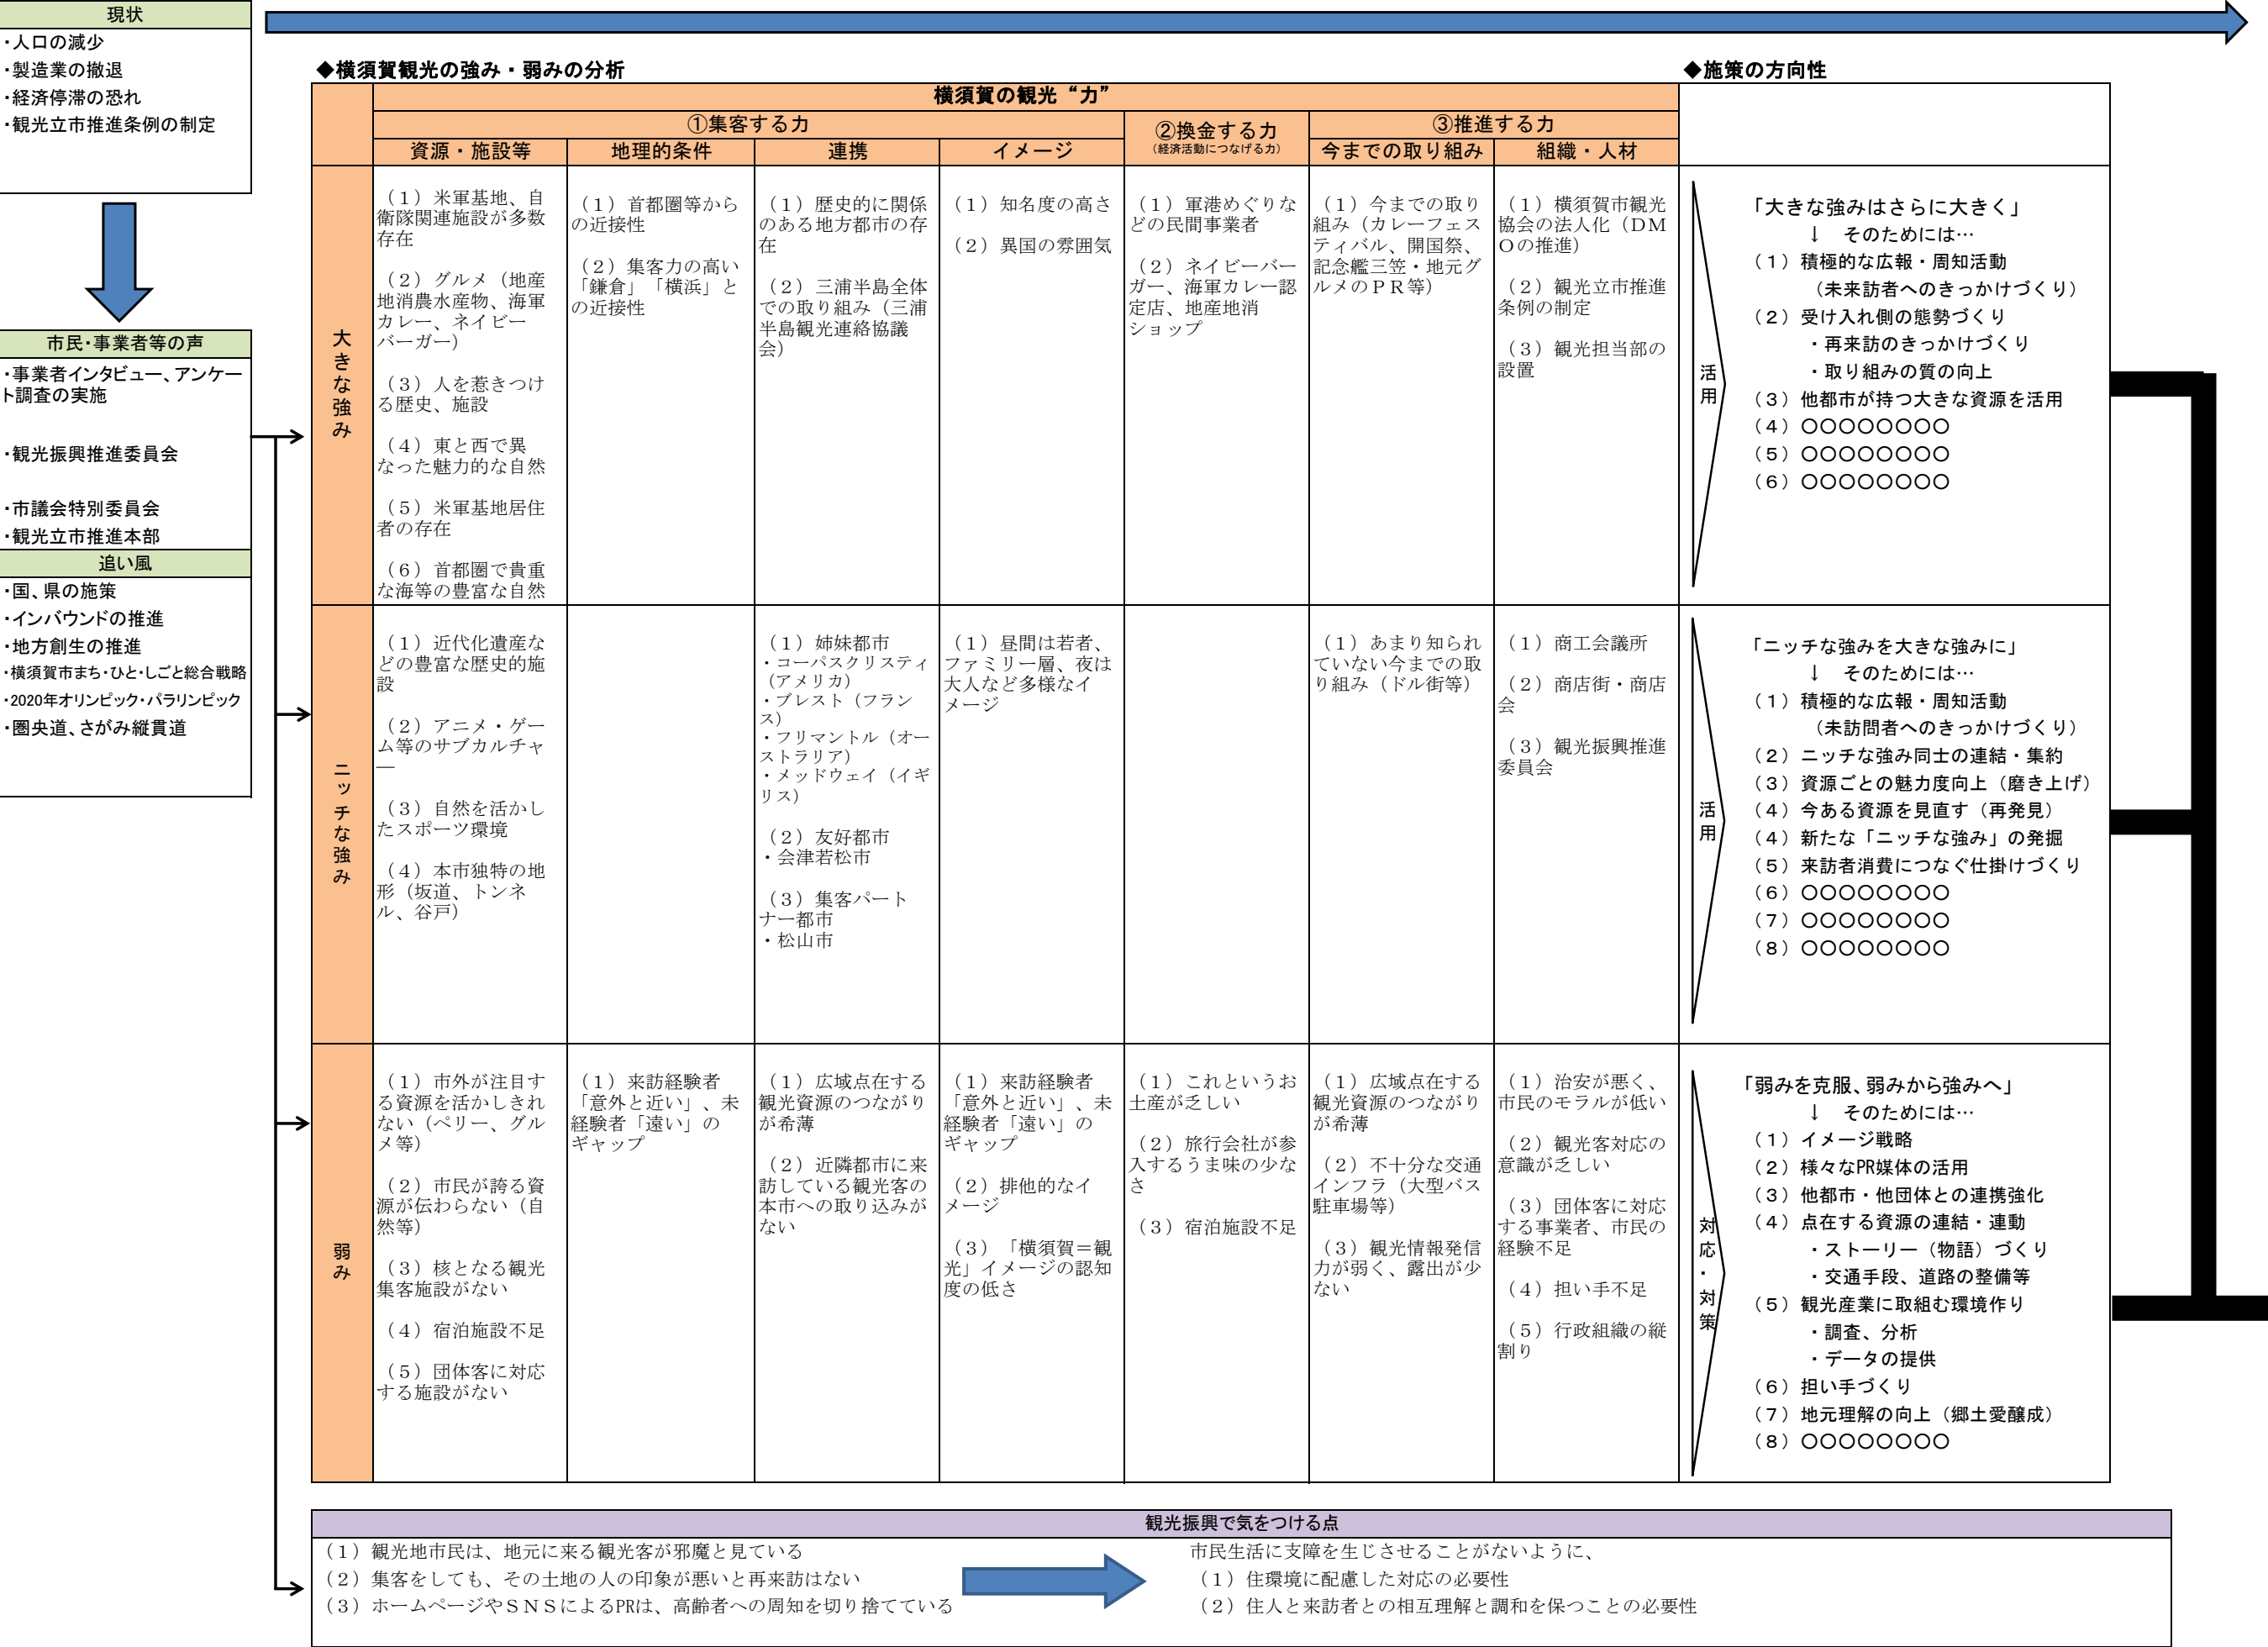 現状
・人口の減少
・製造業の撤退
・経済停滞の恐れ
・観光立市推進条例の制定
市民・事業者等の声
・事業者インタビュー、アンケー
ト調査の実施
・観光振興推進委員会
・市議会特別委員会
・観光立市推進本部
追い風
・国、県の施策
・インバウンドの推進
・地方創生の推進
・横須賀市まち・ひと・しごと総合戦略
・2020年オリンピック・パラリンピック
・圏央道、さがみ縦貫道
◆横須賀観光の強み・弱みの分析
◆施策の方向性
横須賀の観光“力”
①集客する力
②換金する力
（経済活動につなげる力）
③推進する力
資源・施設等
地理的条件
連携
イメージ
今までの取り組み
組織・人材
大きな強み
（１）米軍基地、自
衛隊関連施設が多数
存在
（２）グルメ（地産
地消農水産物、海軍
カレー、ネイビー
バーガー）
（３）人を惹きつけ
る歴史、施設
（４）東と西で異
なった魅力的な自然
（５）米軍基地居住
者の存在
（６）首都圏で貴重
な海等の豊富な自然
（１）首都圏等から
の近接性
（２）集客力の高い
「鎌倉」「横浜」と
の近接性
（１）歴史的に関係
のある地方都市の存
在
（２）三浦半島全体
での取り組み（三浦
半島観光連絡協議
会）
（１）知名度の高さ
（２）異国の雰囲気
（１）軍港めぐりな
どの民間事業者
（２）ネイビーバー
ガー、海軍カレー認
定店、地産地消
ショップ
（１）今までの取り
組み（カレーフェス
ティバル、開国祭、
記念艦三笠・地元グ
ルメのＰＲ等）
（１）横須賀市観光
協会の法人化（ＤＭ
Ｏの推進）
（２）観光立市推進
条例の制定
（３）観光担当部の
設置
活用
「大きな強みはさらに大きく」
↓　そのためには…
（１）積極的な広報・周知活動
（未来訪者へのきっかけづくり）
（２）受け入れ側の態勢づくり
・再来訪のきっかけづくり
・取り組みの質の向上
（３）他都市が持つ大きな資源を活用
（４）〇〇〇〇〇〇〇〇
（５）〇〇〇〇〇〇〇〇
（６）〇〇〇〇〇〇〇〇
ニッチな強み
（１）近代化遺産な
どの豊富な歴史的施
設
（２）アニメ・ゲー
ム等のサブカルチャ
―
（３）自然を活かし
たスポーツ環境
（４）本市独特の地
形（坂道、トンネ
ル、谷戸）
（１）姉妹都市
・コーパスクリスティ
（アメリカ）
・ブレスト（フラン
ス）
・フリマントル（オー
ストラリア）
・メッドウェイ（イギ
リス）
（２）友好都市
・会津若松市
（３）集客パート
ナー都市
・松山市
（１）昼間は若者、
ファミリー層、夜は
大人など多様なイ
メージ
（１）あまり知られ
ていない今までの取
り組み（ドル街等）
（１）商工会議所
（２）商店街・商店
会
（３）観光振興推進
委員会
活用
「ニッチな強みを大きな強みに」
↓　そのためには…
（１）積極的な広報・周知活動
（未訪問者へのきっかけづくり）
（２）ニッチな強み同士の連結・集約
（３）資源ごとの魅力度向上（磨き上げ）
（４）今ある資源を見直す（再発見）
（４）新たな「ニッチな強み」の発掘
（５）来訪者消費につなぐ仕掛けづくり
（６）〇〇〇〇〇〇〇〇
（７）〇〇〇〇〇〇〇〇
（８）〇〇〇〇〇〇〇〇
弱み
（１）市外が注目す
る資源を活かしきれ
ない（ペリー、グル
メ等）
（２）市民が誇る資
源が伝わらない（自
然等）
（３）核となる観光
集客施設がない
（４）宿泊施設不足
（５）団体客に対応
する施設がない
（１）来訪経験者
「意外と近い」、未
経験者「遠い」の
ギャップ
（１）広域点在する
観光資源のつながり
が希薄
（２）近隣都市に来
訪している観光客の
本市への取り込みが
ない
（１）来訪経験者
「意外と近い」、未
経験者「遠い」の
ギャップ
（２）排他的なイ
メージ
（３）「横須賀＝観
光」イメージの認知
度の低さ
（１）これというお
土産が乏しい
（２）旅行会社が参
入するうま味の少な
さ
（３）宿泊施設不足
（１）広域点在する
観光資源のつながり
が希薄
（２）不十分な交通
インフラ（大型バス
駐車場等）
（３）観光情報発信
力が弱く、露出が少
ない
（１）治安が悪く、
市民のモラルが低い
（２）観光客対応の
意識が乏しい
（３）団体客に対応
する事業者、市民の
経験不足
（４）担い手不足
（５）行政組織の縦
割り
対応・対策
「弱みを克服、弱みから強みへ」
↓　そのためには…
（１）イメージ戦略
（２）様々なPR媒体の活用
（３）他都市・他団体との連携強化
（４）点在する資源の連結・連動
・ストーリー（物語）づくり
・交通手段、道路の整備等
（５）観光産業に取組む環境作り
・調査、分析
・データの提供
（６）担い手づくり
（７）地元理解の向上（郷土愛醸成）
（８）〇〇〇〇〇〇〇〇
観光振興で気をつける点
（１）観光地市民は、地元に来る観光客が邪魔と見ている
（２）集客をしても、その土地の人の印象が悪いと再来訪はない
（３）ホームページやＳＮＳによるPRは、高齢者への周知を切り捨てている
市民生活に支障を生じさせることがないように、
（１）住環境に配慮した対応の必要性
（２）住人と来訪者との相互理解と調和を保つことの必要性